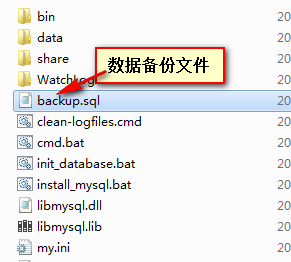 bin 20
data 20
share 20
WatchLogs 20
数据备份文件
backup.sql 20
clean-logfiles.cmd 20
cmd.bat 20
init_database.bat 20
install_mysql.bat 20
libmysql.dll 20
libmysql.lib 20
my.ini 20